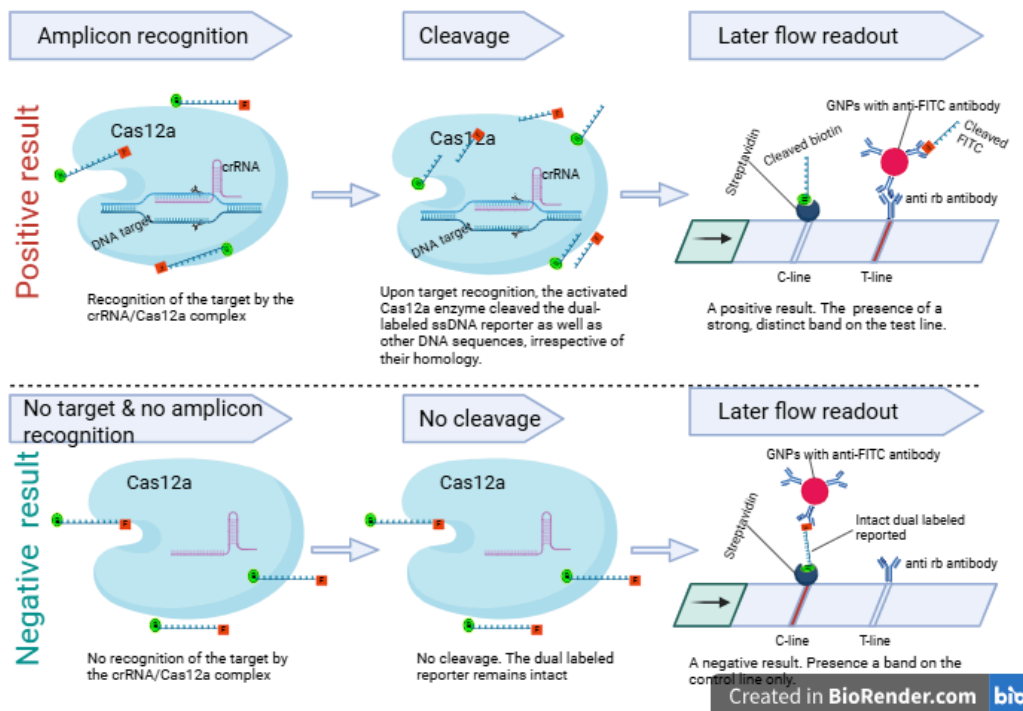 Amplicon recognition
Cleavage
Later flow readout
Positive result
Cas12a
crRNA
DNA target
Recognition of the target by the
crRNA/Cas12a complex
Cas12a
crRNA
DNA target
Upon target recognition, the activated
Cas12a enzyme cleaved the dual-
labeled ssDNA reporter as well as
other DNA sequences, irrespective of
their homology.
GNPs with anti-FITC antibody
Streptavidin
Cleaved biotin
Cleaved
FITC
anti rb antibody
C-line
T-line
A positive result. The presence of a
strong, distinct band on the test line.
No target & no amplicon
recognition
No cleavage
Later flow readout
Negative result
Cas12a
No recognition of the target by
the crRNA/Cas12a complex
Cas12a
No cleavage. The dual labeled
reporter remains intact
GNPs with anti-FITC antibody
Streptavidin
Intact dual labeled
reported
anti rb antibody
C-line
T-line
A negative result. Presence a band on the
control line only.
Created in BioRender.com
bio